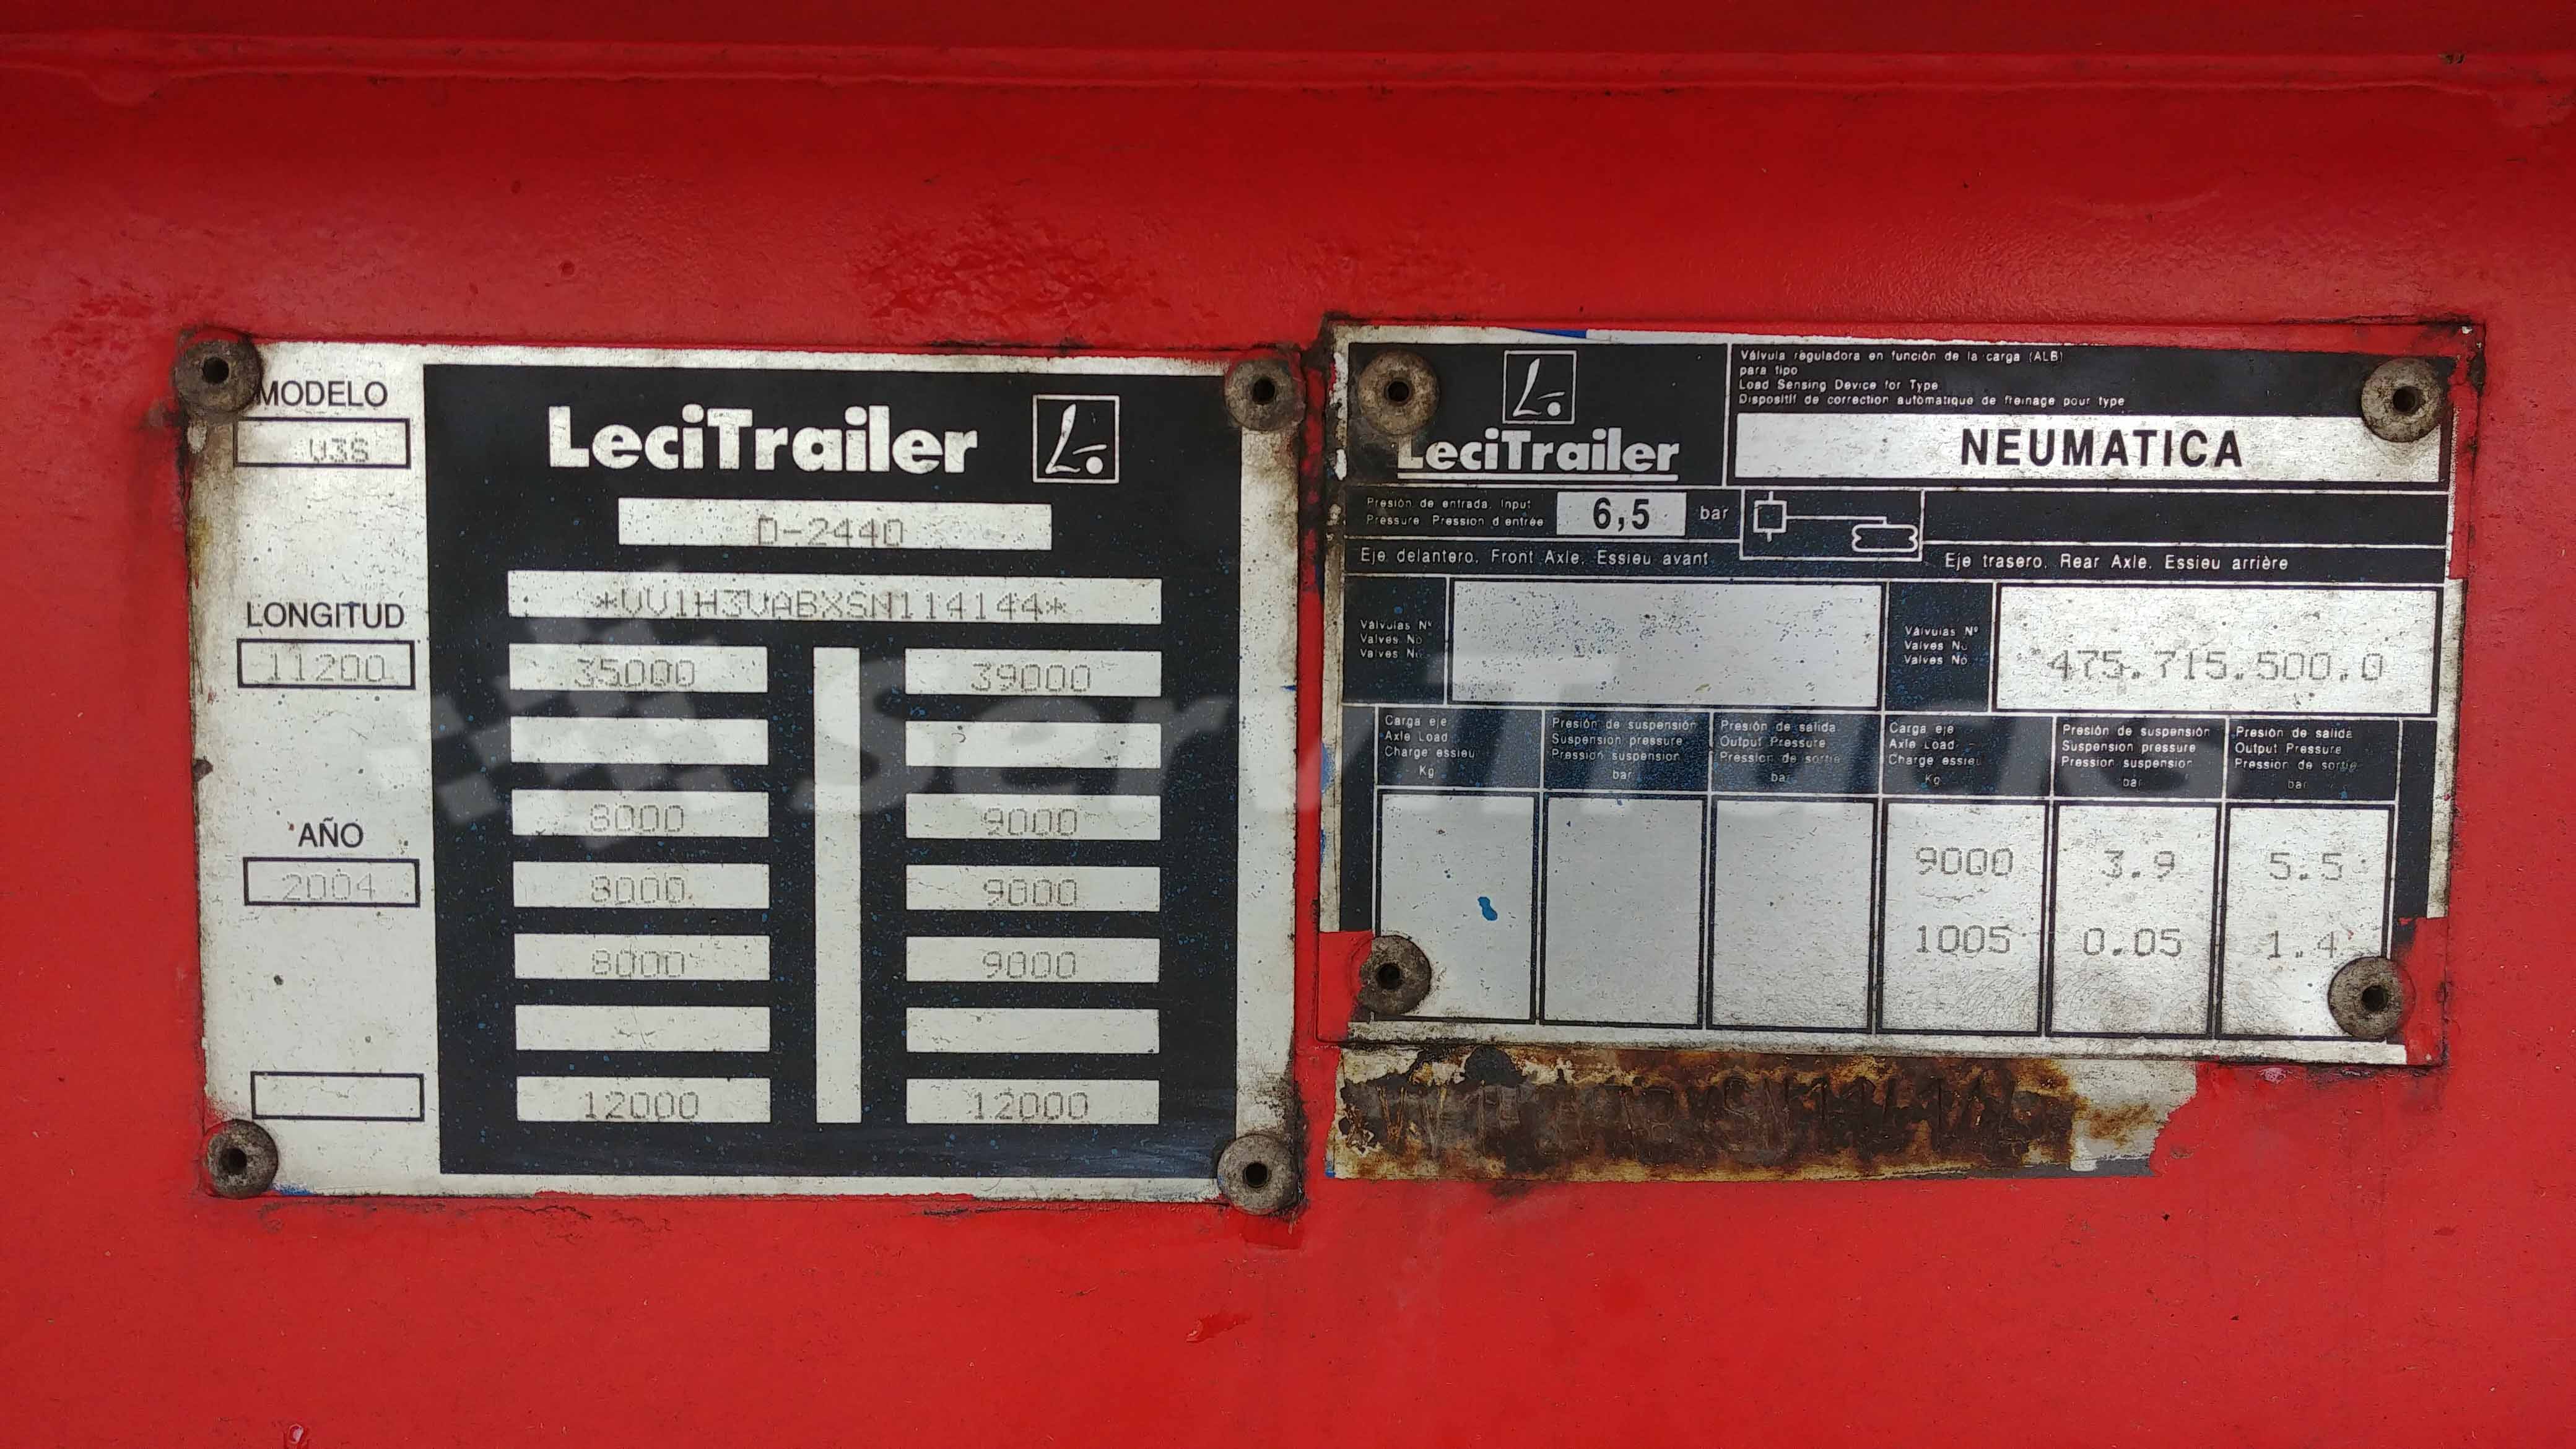 MODELO
V3S
LONGITUD
11200
AÑO
2004
LeciTrailer
D-2440
*VV1H3VABXSN114144*
35000 39000
8000 9000
8000 9000
8000 9000
12000 12000
LeciTrailer
Válvula reguladora en función de la carga (ALB)
para tipo
Load Sensing Device for Type
Dispositif de correction automatique de freinage pour type
NEUMATICA
Presión de entrada. Input
Pressure Pression d'entrée
6,5 bar
Eje delantero. Front Axle. Essieu avant
Eje trasero. Rear Axle. Essieu arrière
Válvulas Nº
Valves No
Valves No
Válvulas Nº
Valves No
Valves No
475.715.500.0
Carga eje
Axle Load
Charge essieu
Kg
Presión de suspensión
Suspension pressure
Pression suspension
bar
Presión de salida
Output Pressure
Pression de sortie
bar
Carga eje
Axle Load
Charge essieu
Kg
Presión de suspensión
Suspension pressure
Pression suspension
bar
Presión de salida
Output Pressure
Pression de sortie
bar
9000 3.9 5.5
1005 0.05 1.4